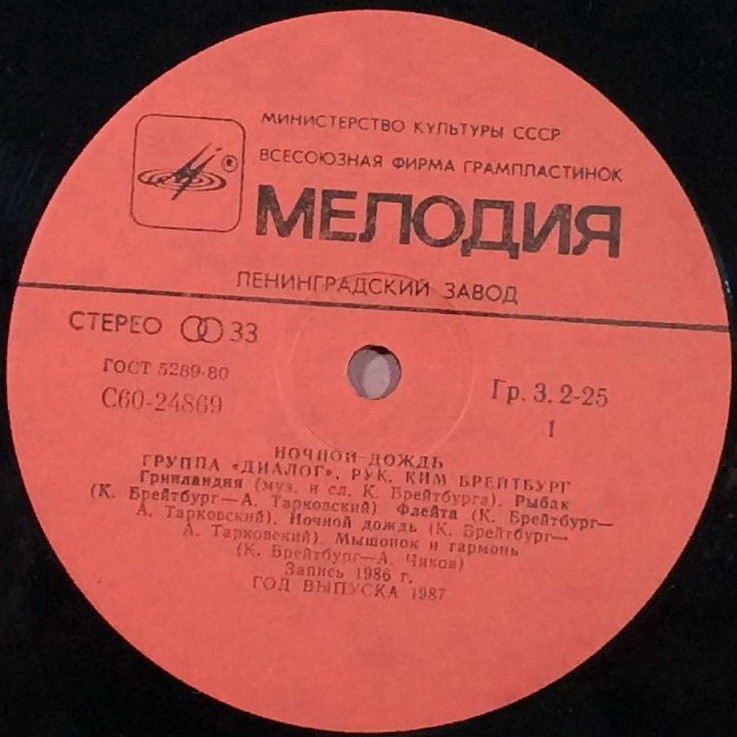 МИНИСТЕРСТВО КУЛЬТУРЫ СССР
ВСЕСОЮЗНАЯ ФИРМА ГРАМПЛАСТИНОК
®
МЕЛОДИЯ
ЛЕНИНГРАДСКИЙ ЗАВОД
СТЕРЕО 33
ГОСТ 5289-80
С60-24869
Гр. 3. 2-25
1
НОЧНОЙ ДОЖДЬ
ГРУППА «ДИАЛОГ». РУК. КИМ БРЕЙТБУРГ
Гринландия (муз. и сл. К. Брейтбурга). Рыбак
(К. Брейтбург—А. Тарковский) Флейта (К. Брейтбург—
А. Тарковский). Ночной дождь (К. Брейтбург—
А. Тарковский). Мышонок и гармонь
(К. Брейтбург—А. Чиков)
Запись 1986 г.
ГОД ВЫПУСКА 1987